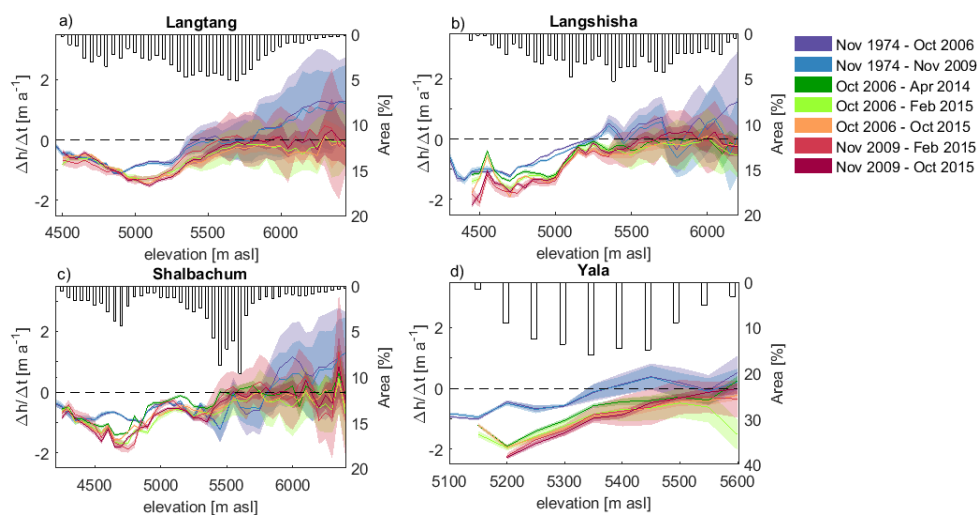 a)
Langtang
Δh/Δt [m a⁻¹]
2
0
-2
0
5
10
15
20
Area [%]
4500 5000 5500 6000
elevation [m asl]
b)
Langshisha
Δh/Δt [m a⁻¹]
2
0
-2
0
5
10
15
20
Area [%]
4500 5000 5500 6000
elevation [m asl]
Nov 1974 - Oct 2006
Nov 1974 - Nov 2009
Oct 2006 - Apr 2014
Oct 2006 - Feb 2015
Oct 2006 - Oct 2015
Nov 2009 - Feb 2015
Nov 2009 - Oct 2015
c)
Shalbachum
Δh/Δt [m a⁻¹]
2
0
-2
0
5
10
15
20
Area [%]
4500 5000 5500 6000
elevation [m asl]
d)
Yala
Δh/Δt [m a⁻¹]
2
0
-2
0
10
20
30
40
Area [%]
5100 5200 5300 5400 5500 5600
elevation [m asl]